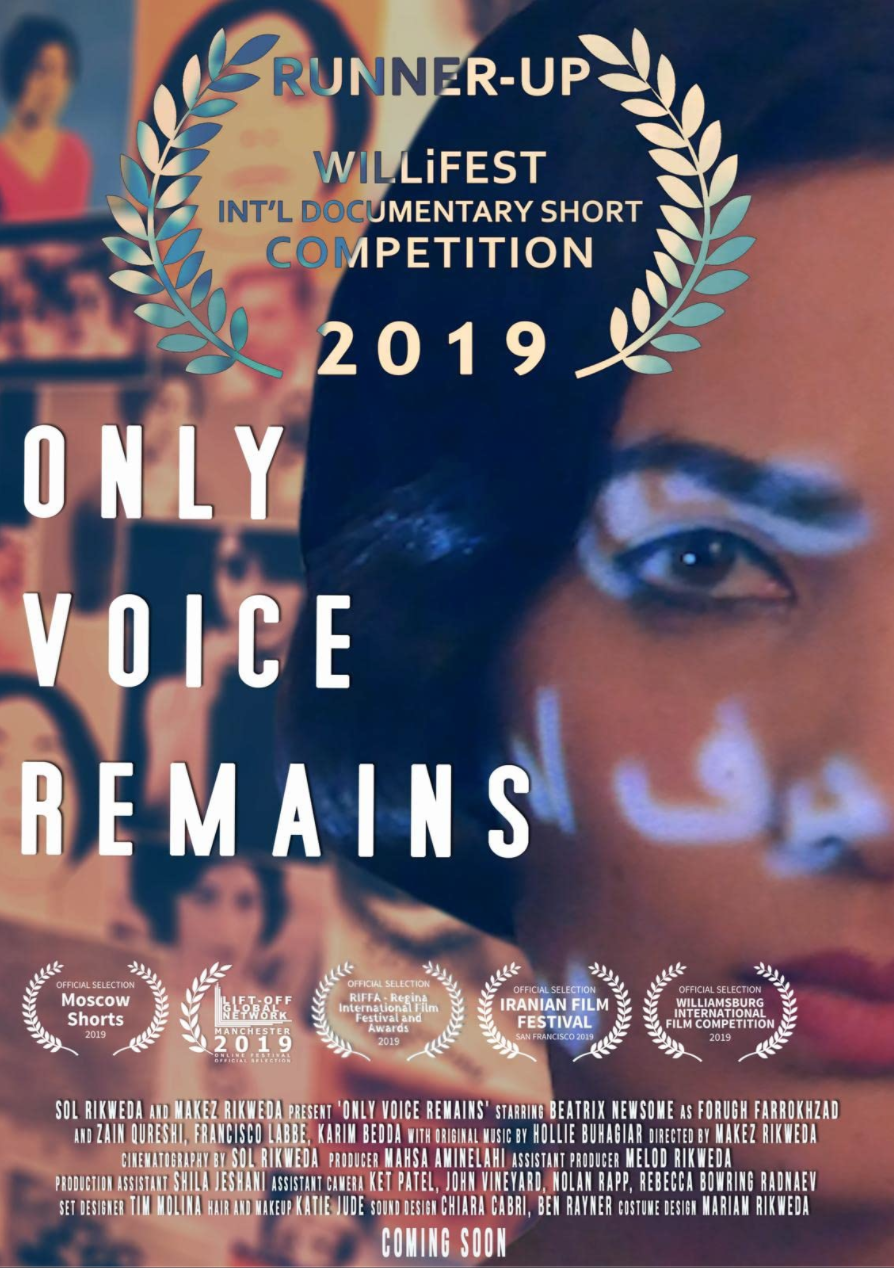 RUNNER-UP
WILLiFEST
INT'L DOCUMENTARY SHORT
COMPETITION
2019
ONLY
VOICE
REMAINS
حرف
OFFICIAL SELECTION
Moscow
Shorts
2019
LIFT-OFF
GLOBAL
NETWORK
MANCHESTER
2019
ONLINE FESTIVAL
OFFICIAL SELECTION
OFFICIAL SELECTION
RIFFA - Regina
International Film
Festival and
Awards
2019
OFFICIAL SELECTION
IRANIAN FILM
FESTIVAL
SAN FRANCISCO 2019
OFFICIAL SELECTION
WILLIAMSBURG
INTERNATIONAL
FILM COMPETITION
2019
SOL RIKWEDA AND MAKEZ RIKWEDA PRESENT 'ONLY VOICE REMAINS' STARRING BEATRIX NEWSOME AS FORUGH FARROKHZAD
AND ZAIN QURESHI, FRANCISCO LABBE, KARIM BEDDA WITH ORIGINAL MUSIC BY HOLLIE BUHAGIAR DIRECTED BY MAKEZ RIKWEDA
CINEMATOGRAPHY BY SOL RIKWEDA PRODUCER MAHSA AMINELAHI ASSISTANT PRODUCER MELOD RIKWEDA
PRODUCTION ASSISTANT SHILA JESHANI ASSISTANT CAMERA KET PATEL, JOHN VINEYARD, NOLAN RAPP, REBECCA BOWRING RADNAEV
SET DESIGNER TIM MOLINA HAIR AND MAKEUP KATIE JUDE SOUND DESIGN CHIARA CABRI, BEN RAYNER COSTUME DESIGN MARIAM RIKWEDA
COMING SOON